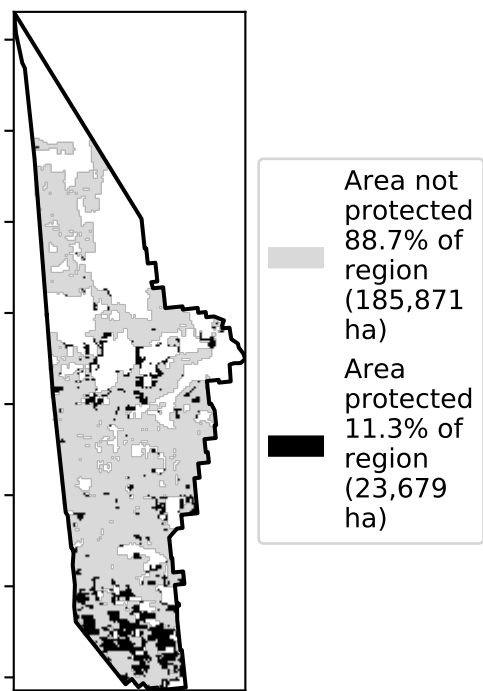 Area not
protected
88.7% of
region
(185,871
ha)
Area
protected
11.3% of
region
(23,679
ha)